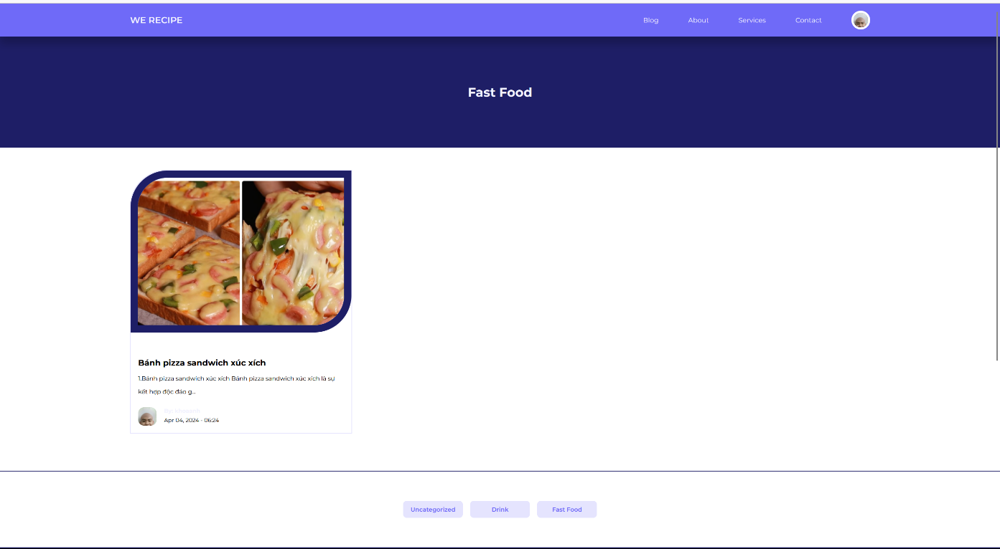 WE RECIPE
Blog
About
Services
Contact
Fast Food
Bánh pizza sandwich xúc xích
1.Bánh pizza sandwich xúc xích Bánh pizza sandwich xúc xích là sự
kết hợp độc đáo g...
Apr 04, 2024 - 06:24
Uncategorized
Drink
Fast Food